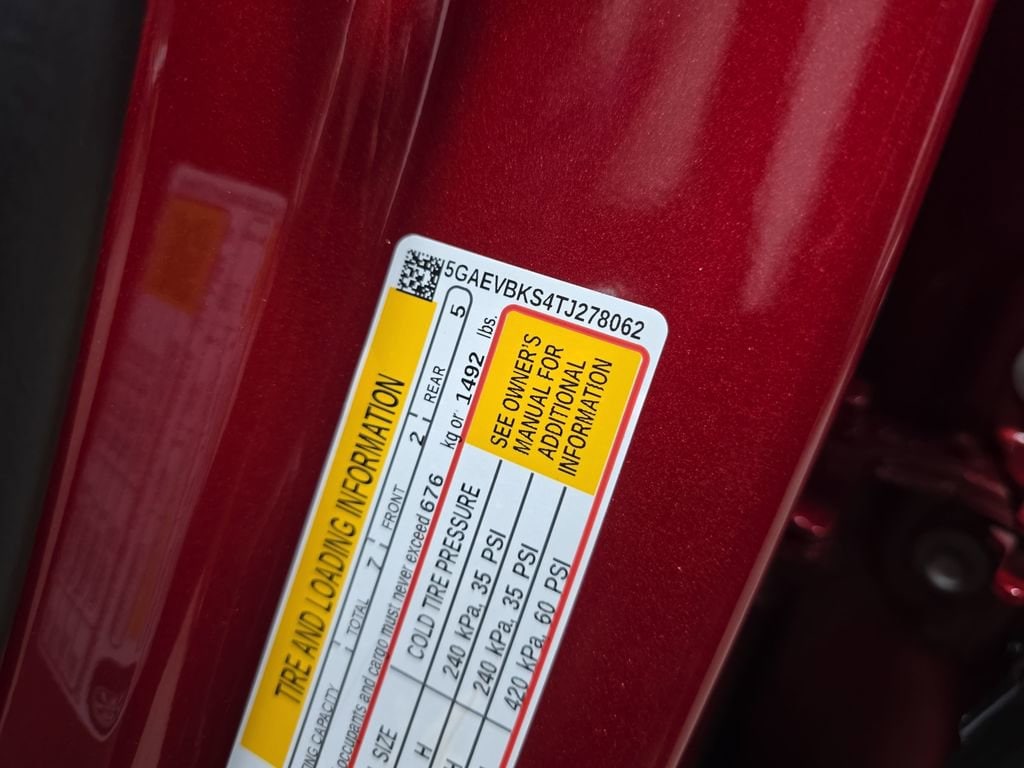 5GAEVBKS4TJ278062
TIRE AND LOADING INFORMATION
TING CAPACITY TOTAL 7 FRONT 2 REAR 5
occupants and cargo must never exceed 676 kg or 1492 lbs.
SIZE COLD TIRE PRESSURE
H 240 kPa, 35 PSI
H 240 kPa, 35 PSI
420 kPa, 60 PSI
SEE OWNER'S
MANUAL FOR
ADDITIONAL
INFORMATION